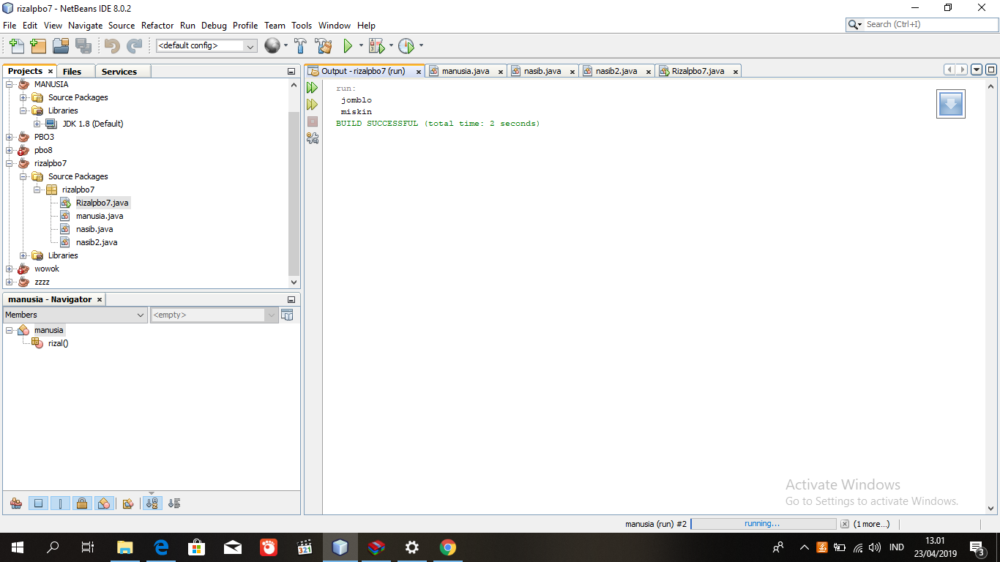 rizalpbo7 - NetBeans IDE 8.0.2
File Edit View Navigate Source Refactor Run Debug Profile Team Tools Window Help
Search (Ctrl+I)
<default config>
Projects
Files
Services
MANUSIA
Source Packages
Libraries
JDK 1.8 (Default)
PBO3
pbo8
rizalpbo7
Source Packages
rizalpbo7
Rizalpbo7.java
manusia.java
nasib.java
nasib2.java
Libraries
wowok
zzzz
manusia - Navigator
Members
<empty>
manusia
rizal()
Output - rizalpbo7 (run)
manusia.java
nasib.java
nasib2.java
Rizalpbo7.java
run:
jomblo
miskin
BUILD SUCCESSFUL (total time: 2 seconds)
Activate Windows
Go to Settings to activate Windows.
manusia (run) #2
running...
(1 more...)
321
IND
13.01
23/04/2019
3